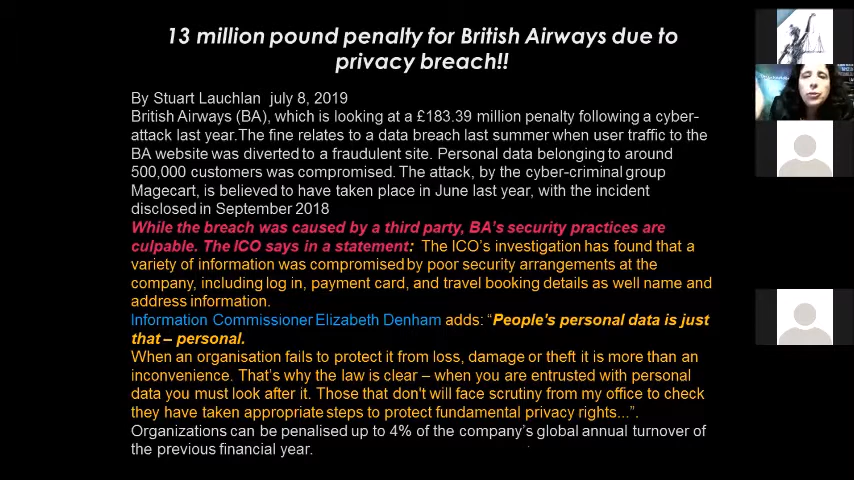 13 million pound penalty for British Airways due to
privacy breach!!
By Stuart Lauchlan july 8, 2019
British Airways (BA), which is looking at a £183.39 million penalty following a cyber-
attack last year.The fine relates to a data breach last summer when user traffic to the
BA website was diverted to a fraudulent site. Personal data belonging to around
500,000 customers was compromised. The attack, by the cyber-criminal group
Magecart, is believed to have taken place in June last year, with the incident
disclosed in September 2018
While the breach was caused by a third party, BA's security practices are
culpable. The ICO says in a statement: The ICO's investigation has found that a
variety of information was compromised by poor security arrangements at the
company, including log in, payment card, and travel booking details as well name and
address information.
Information Commissioner Elizabeth Denham adds: "People's personal data is just
that – personal.
When an organisation fails to protect it from loss, damage or theft it is more than an
inconvenience. That's why the law is clear – when you are entrusted with personal
data you must look after it. Those that don't will face scrutiny from my office to check
they have taken appropriate steps to protect fundamental privacy rights...".
Organizations can be penalised up to 4% of the company's global annual turnover of
the previous financial year.